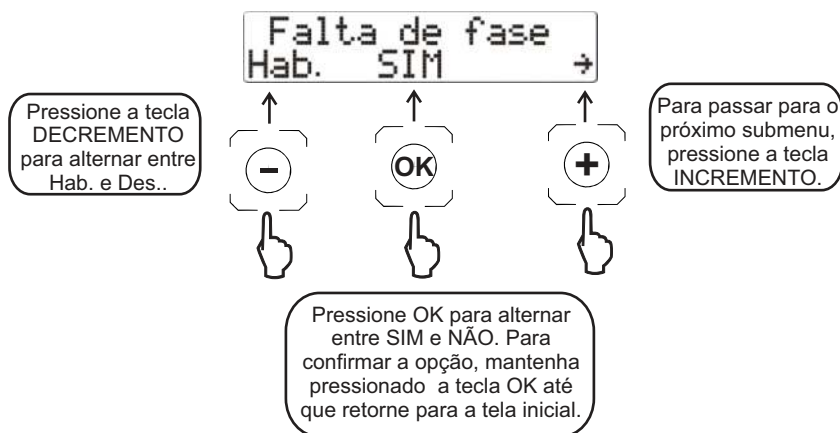 Falta de fase
Hab. SIM →
Pressione a tecla
DECREMENTO
para alternar entre
Hab. e Des..
-
OK
+
Para passar para o
próximo submenu,
pressione a tecla
INCREMENTO.
Pressione OK para alternar
entre SIM e NÃO. Para
confirmar a opção, mantenha
pressionado a tecla OK até
que retorne para a tela inicial.